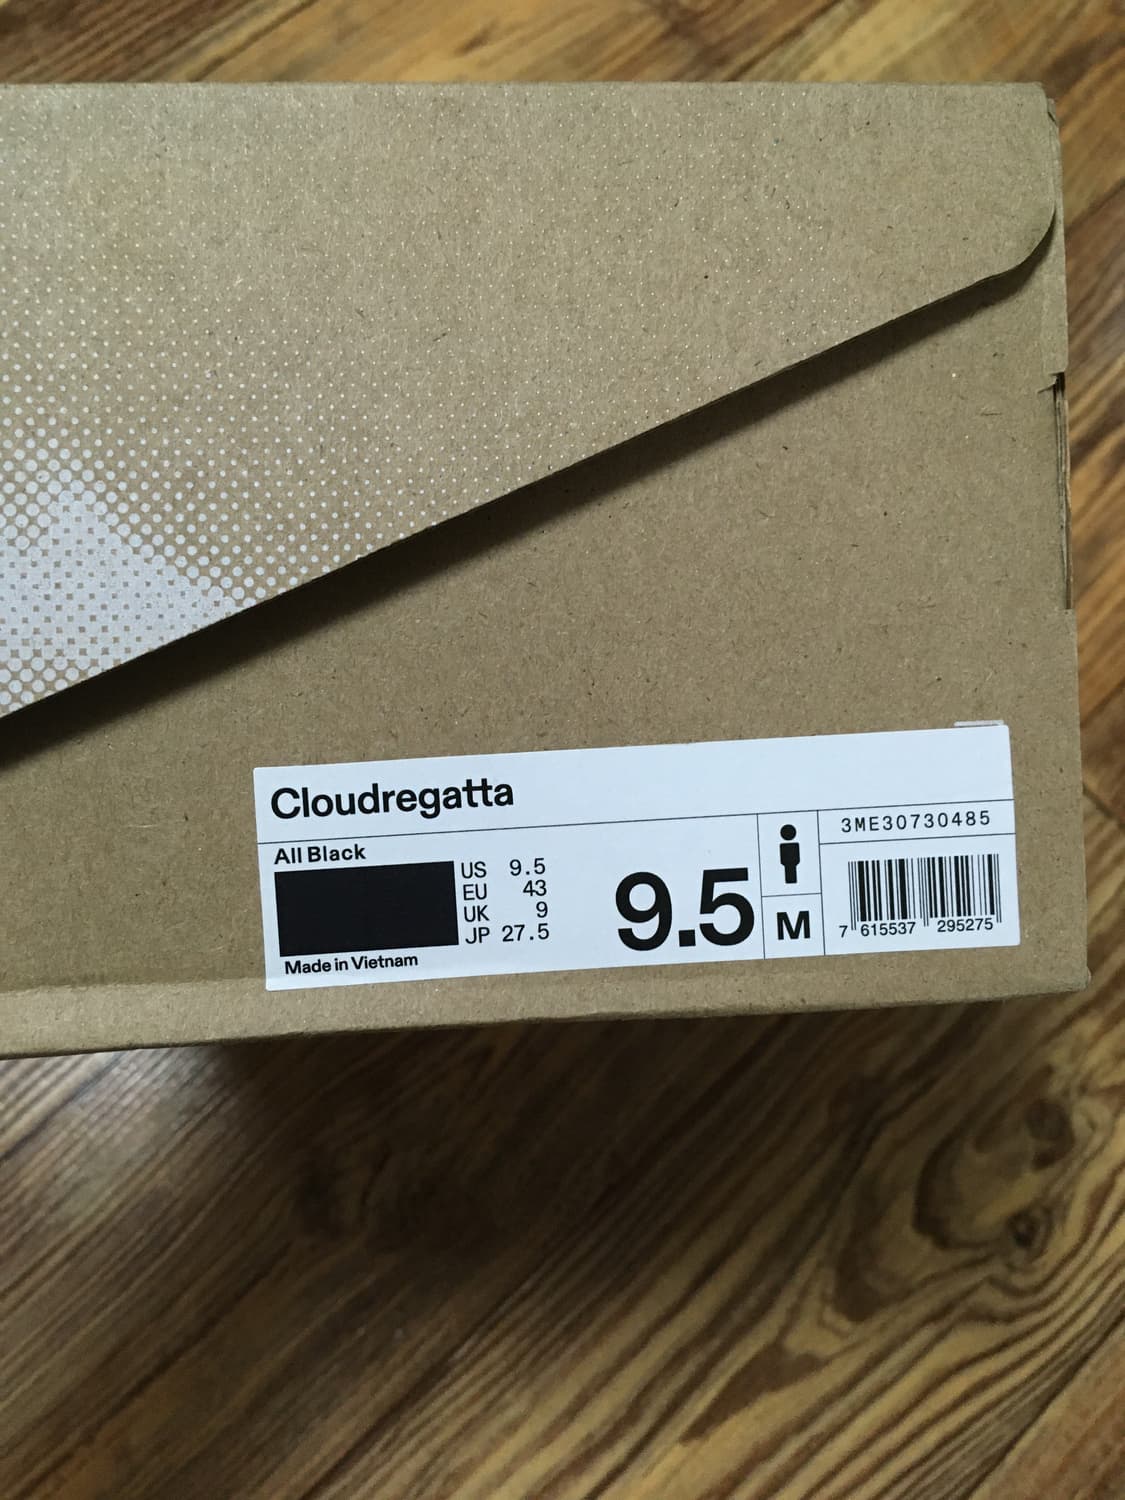 Cloudregatta
All Black
US 9.5
EU 43
UK 9
JP 27.5
Made in Vietnam
9.5
M
3ME30730485
7 615537 295275